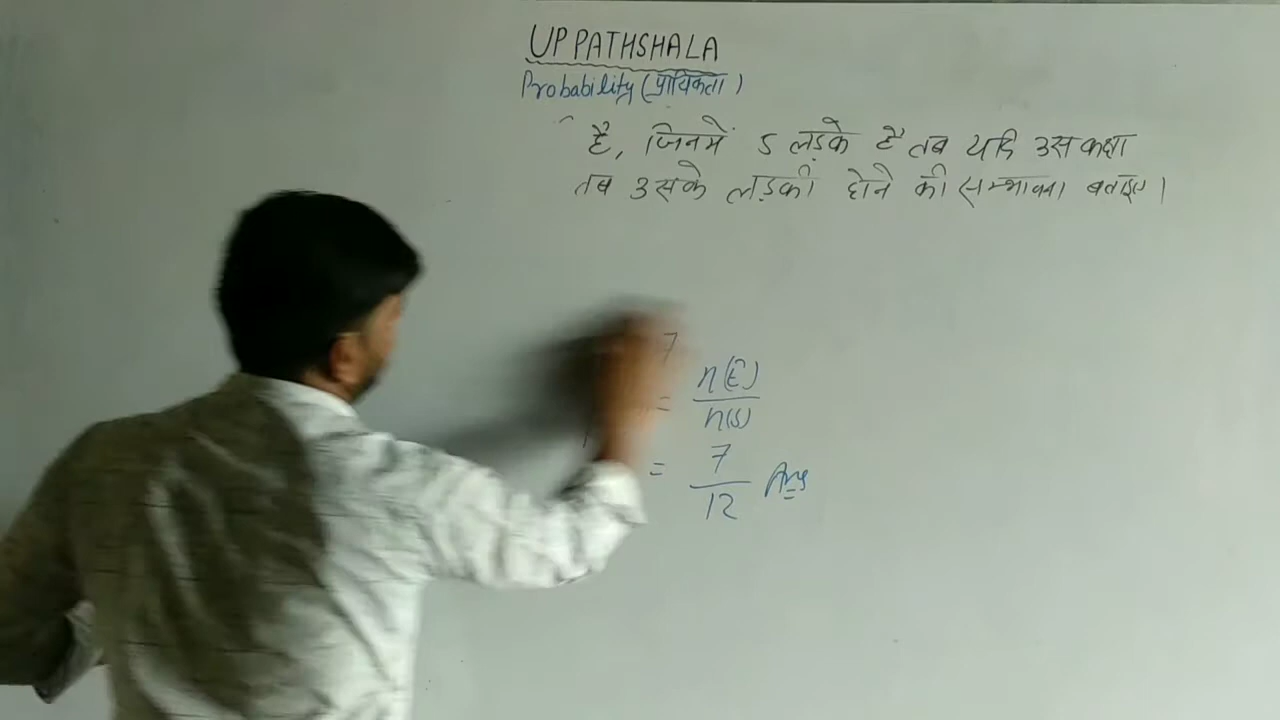 UP PATHSHALA
Probability (प्रायिकता)
है, जिनमें 5 लड़के हैं तब यदि उस कक्षा
तब उसके लड़की होने की सम्भावना बताइए।
7
= n(E) / n(S)
= 7 / 12 Ans